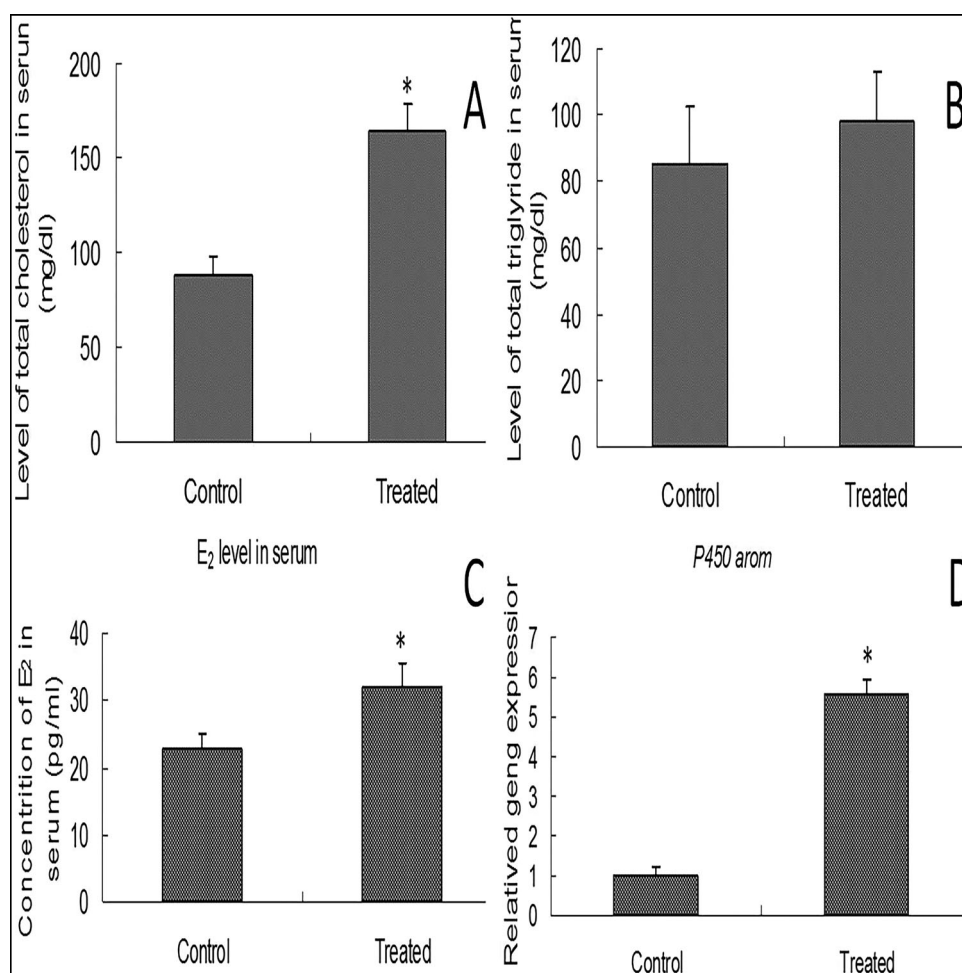 Level of total cholesterol in serun
(mg/dl)
200
150
100
50
0
*
A
Control
Treated
Level of total triglyride in serum
(mg/dl)
120
100
80
60
40
20
0
B
Control
Treated
E₂ level in serum
C
Concentrition of E₂ in
serum (pg/ml)
40
30
20
10
0
*
Control
Treated
P450 arom
D
Relatived geng expressior
7
6
5
4
3
2
1
0
*
Control
Treated